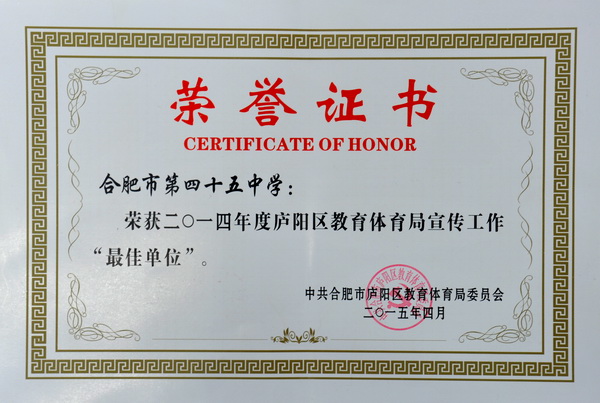 荣誉证书
CERTIFICATE OF HONOR
合肥市第四十五中学：
荣获二〇一四年度庐阳区教育体育局宣传工作
“最佳单位”。
中共合肥市庐阳区教育体育局委员会
二〇一五年四月